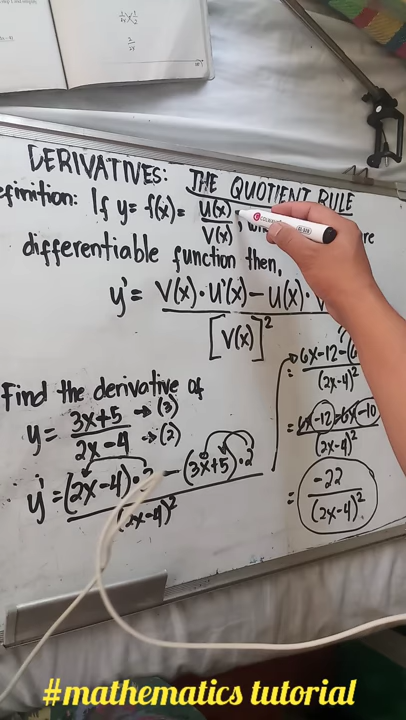 DERIVATIVES: THE QUOTIENT RULE
efinition: If y = f(x) = U(x)/V(x),
differentiable function then,
y' = V(x)·U'(x) - U(x)·V
[V(x)]²
Find the derivative of
y = 3x+5 → (3)
2x-4 → (2)
y' = (2x-4)· - (3x+5)·2
(2x-4)²
= 6x-12-(6
(2x-4)²
= 6x-12-6x-10
(2x-4)²
= -22
(2x-4)²
#mathematics tutorial